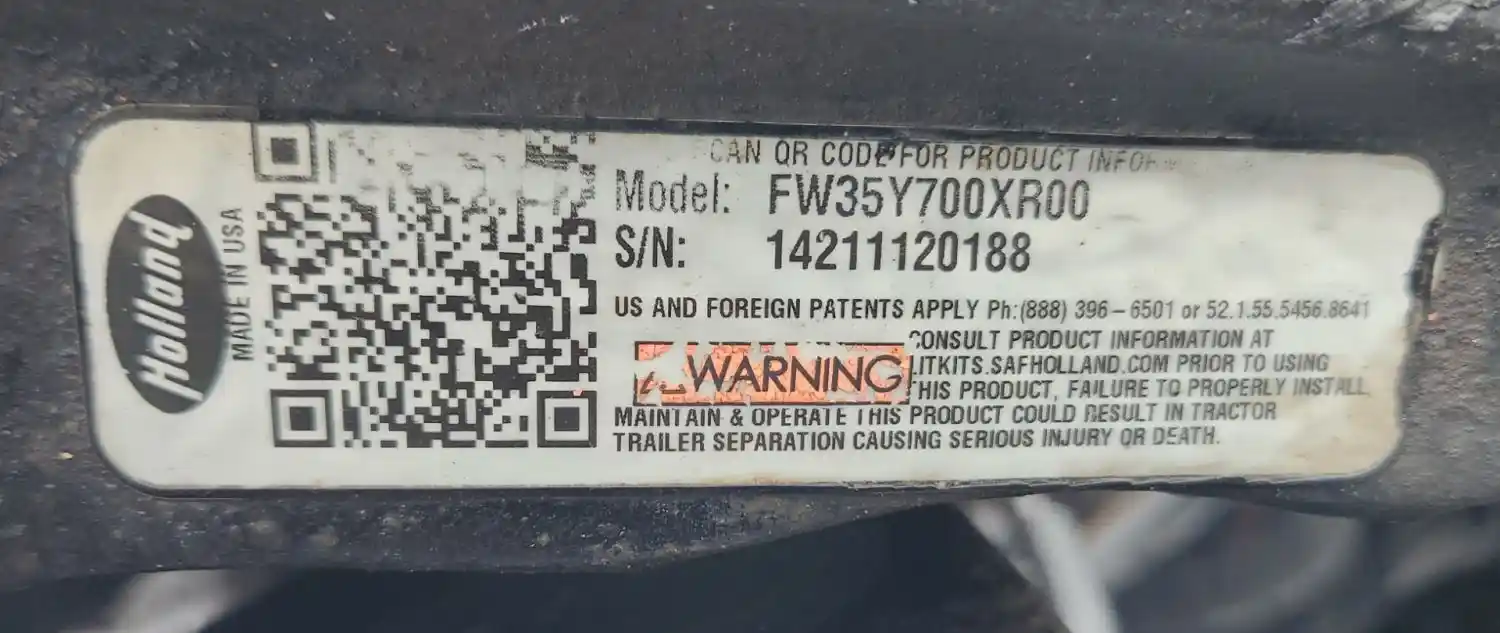 Holland
MADE IN USA
QR CODE FOR PRODUCT
Model: FW35Y700XR00
S/N: 14211120188
US AND FOREIGN PATENTS APPLY Ph:(888) 396-6501 or 52.1.55.5456.8641
WARNING
CONSULT PRODUCT INFORMATION AT
LITKITS.SAFHOLLAND.COM PRIOR TO USING
THIS PRODUCT, FAILURE TO PROPERLY INSTALL
MAINTAIN & OPERATE THIS PRODUCT COULD RESULT IN TRACTOR
TRAILER SEPARATION CAUSING SERIOUS INJURY OR DEATH.